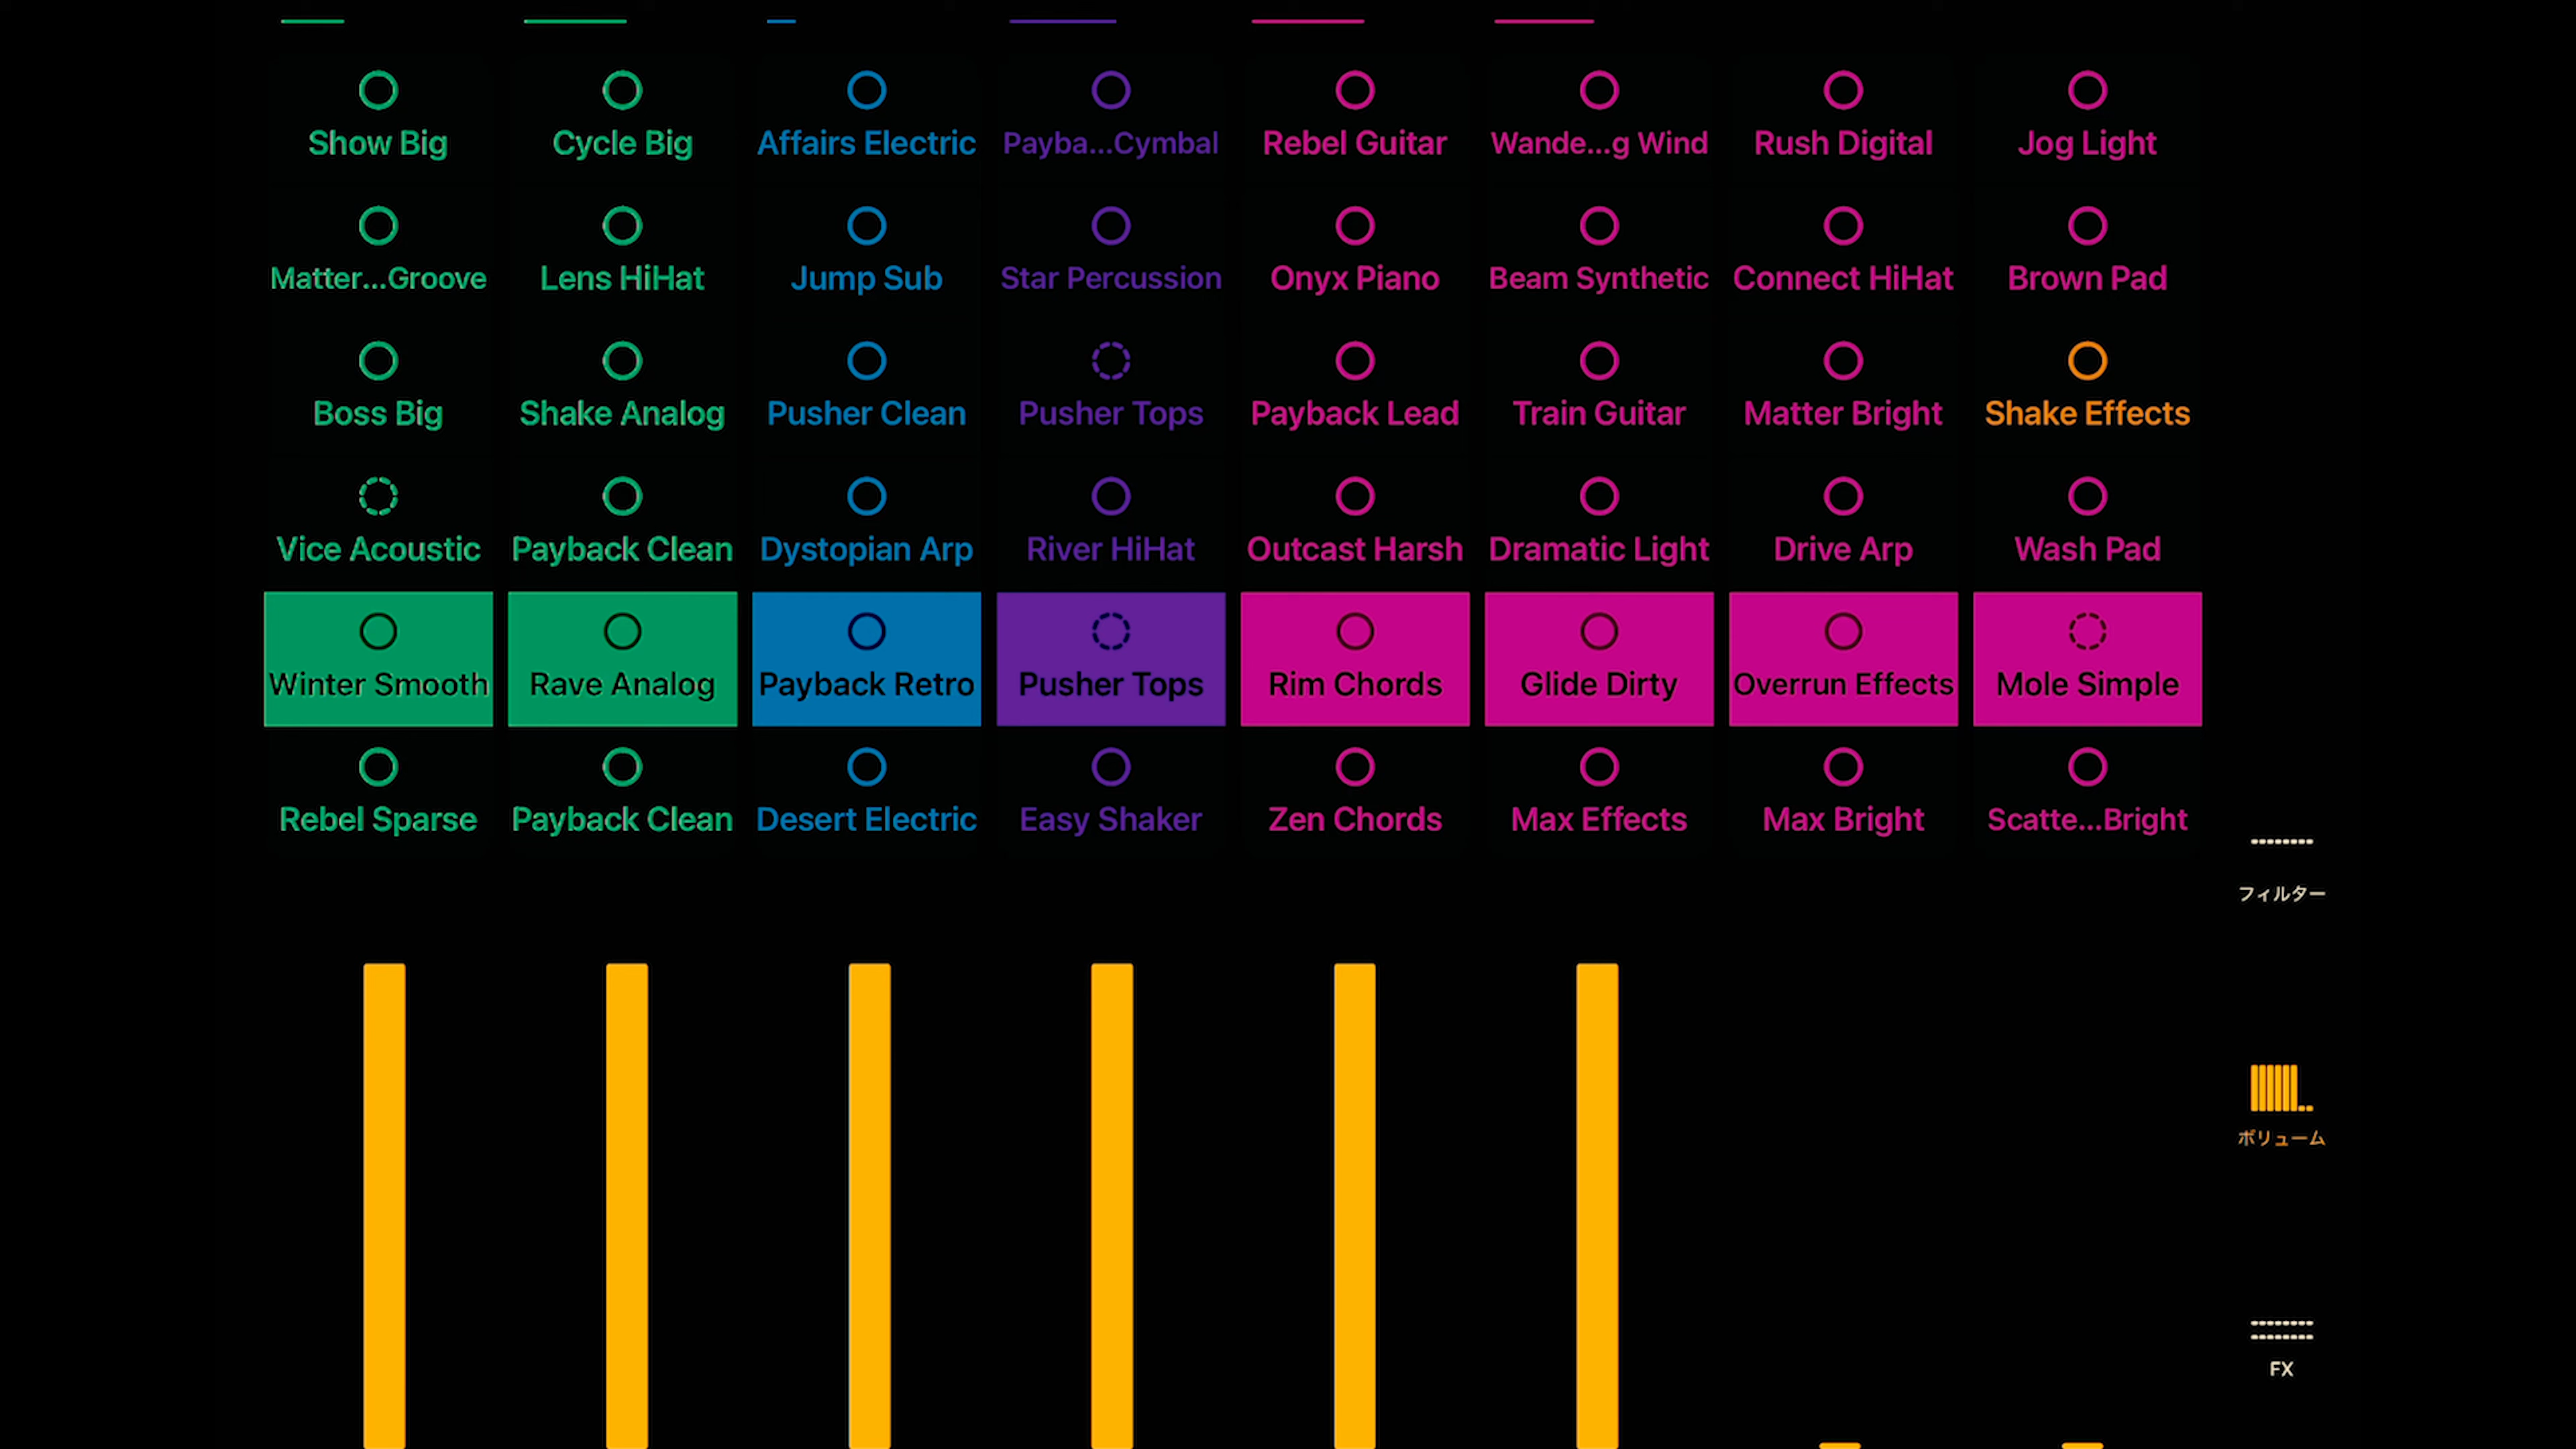 Show Big Cycle Big Affairs Electric Payba...Cymbal Rebel Guitar Wande...g Wind Rush Digital Jog Light
Matter...Groove Lens HiHat Jump Sub Star Percussion Onyx Piano Beam Synthetic Connect HiHat Brown Pad
Boss Big Shake Analog Pusher Clean Pusher Tops Payback Lead Train Guitar Matter Bright Shake Effects
Vice Acoustic Payback Clean Dystopian Arp River HiHat Outcast Harsh Dramatic Light Drive Arp Wash Pad
Winter Smooth Rave Analog Payback Retro Pusher Tops Rim Chords Glide Dirty Overrun Effects Mole Simple
Rebel Sparse Payback Clean Desert Electric Easy Shaker Zen Chords Max Effects Max Bright Scatte...Bright
フィルター
ボリューム
FX